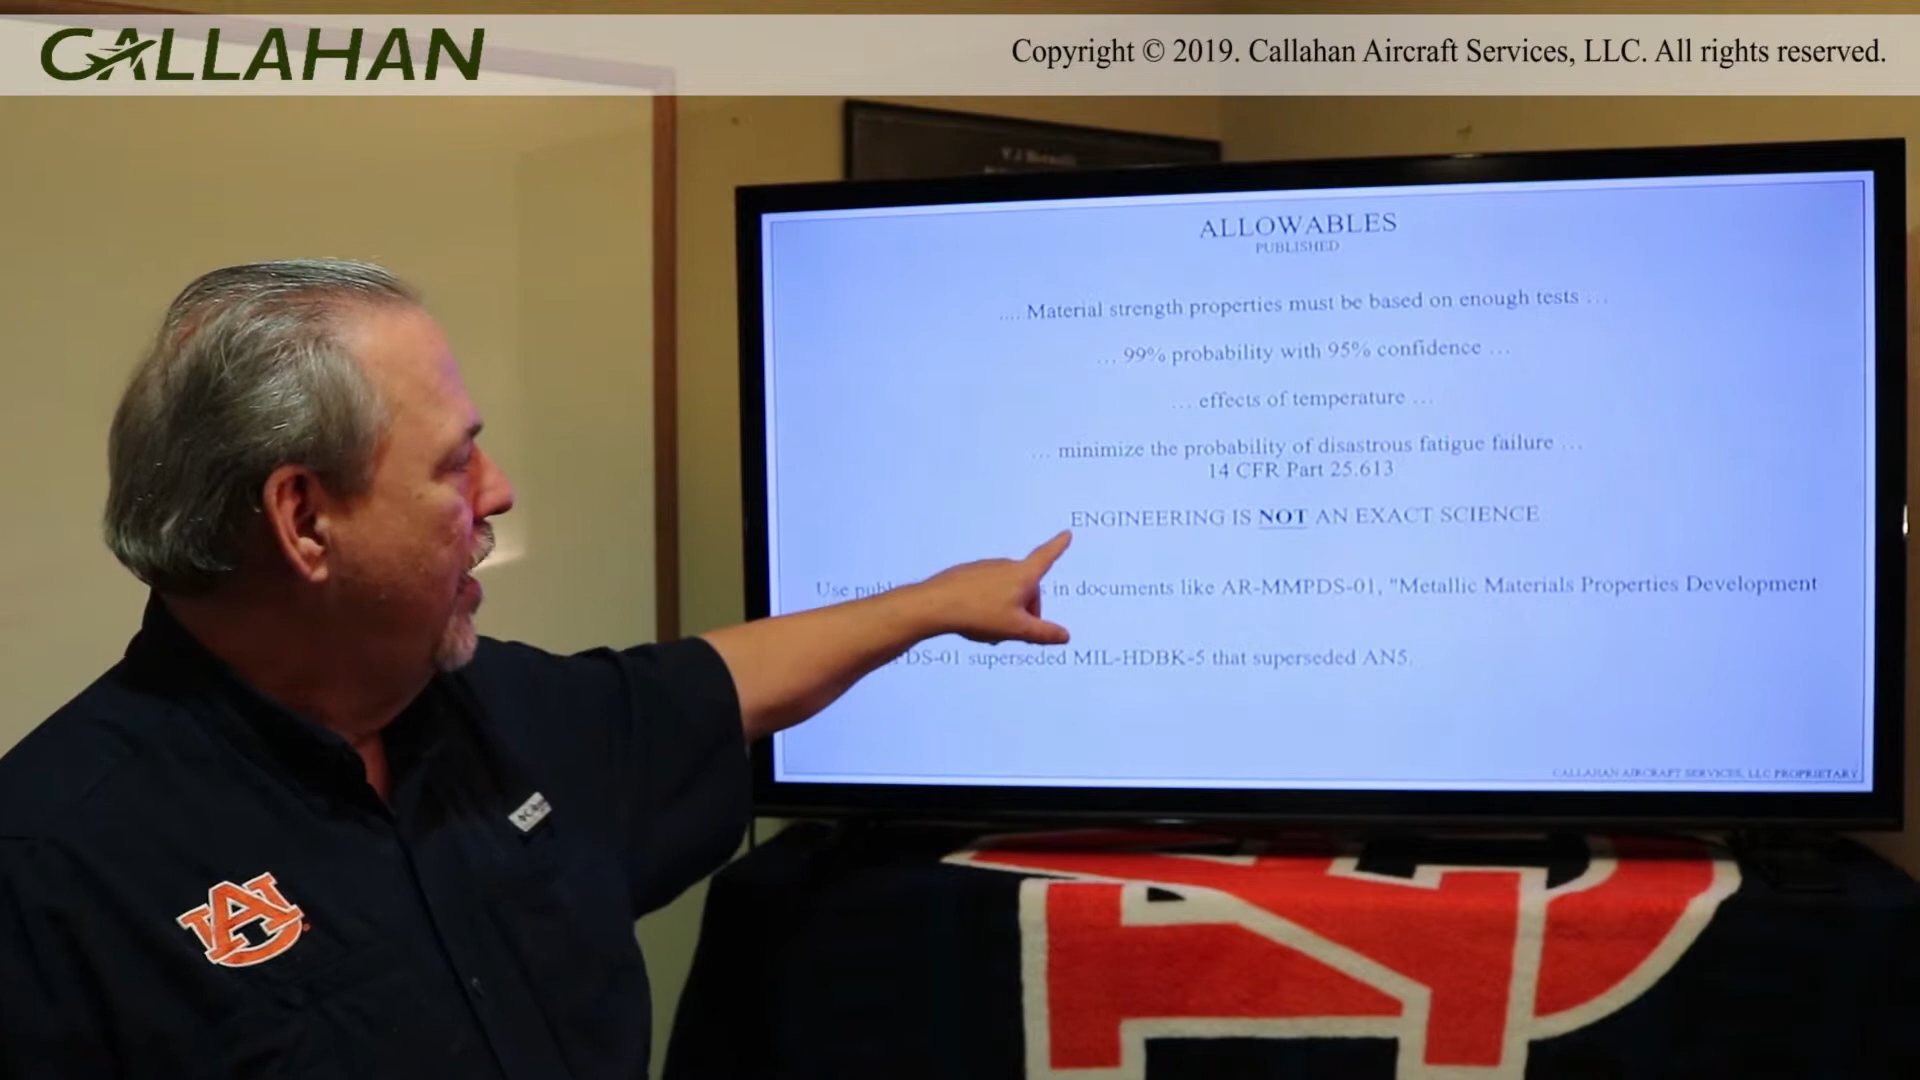 CALLAHAN
Copyright © 2019. Callahan Aircraft Services, LLC. All rights reserved.
ALLOWABLES
PUBLISHED
.... Material strength properties must be based on enough tests ...
... 99% probability with 95% confidence ...
... effects of temperature ...
... minimize the probability of disastrous fatigue failure ...
14 CFR Part 25.613
ENGINEERING IS NOT AN EXACT SCIENCE
Use in documents like AR-MMPDS-01, "Metallic Materials Properties Development
DS-01 superseded MIL-HDBK-5 that superseded AN5.
CALLAHAN AIRCRAFT SERVICES, LLC PROPRIETARY
Columbia
AU